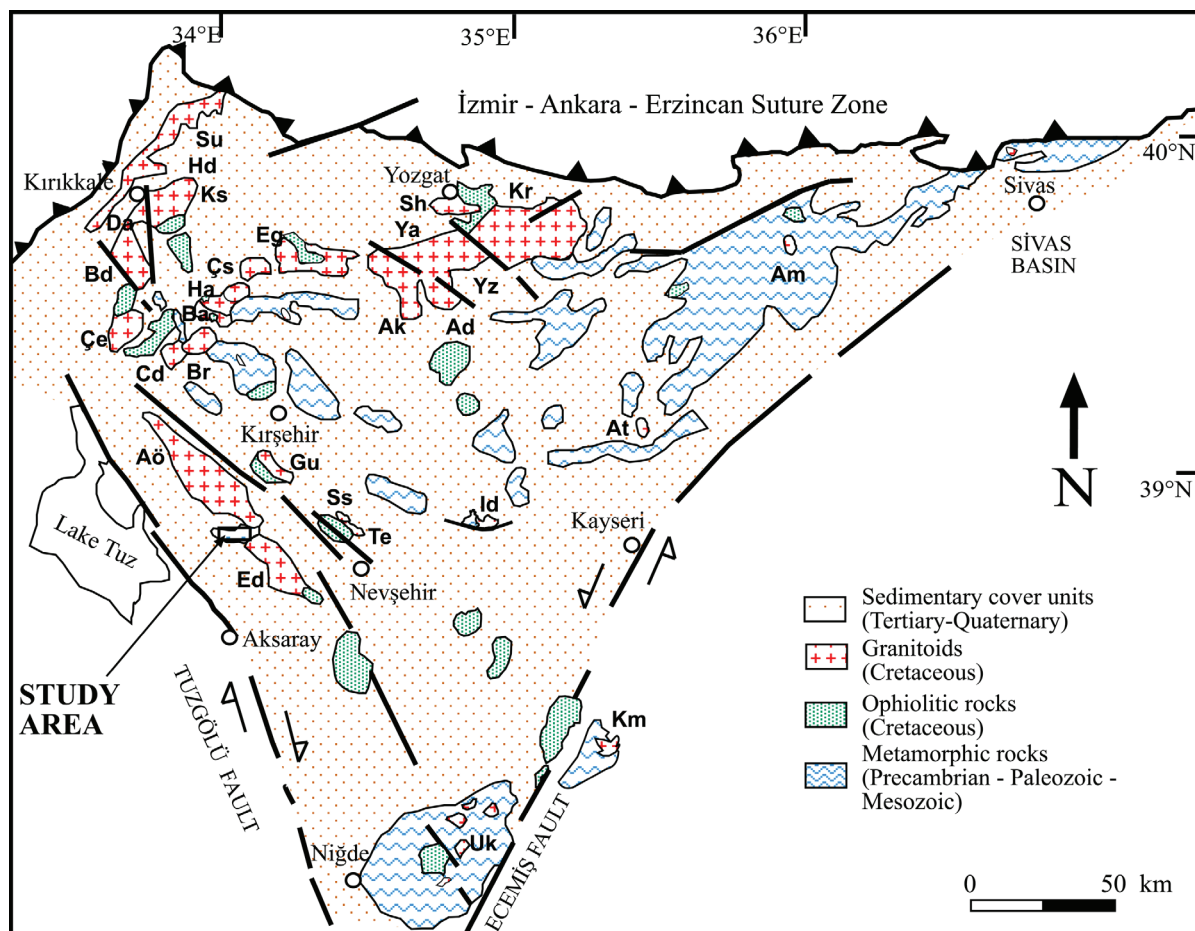 34°E
35°E
36°E
İzmir - Ankara - Erzincan Suture Zone
Su
40°N
Hd
Kırıkkale
Ks
Yozgat
Kr
Sh
Sivas
Da
Ya
Eg
SİVAS
BASIN
Bd
Çs
Am
Ha
Yz
Ba
Ak
Ad
Çe
Cd
Br
Kırşehir
At
Aö
Gu
N
39°N
Ss
Id
Lake Tuz
Te
Kayseri
Ed
Nevşehir
Sedimentary cover units
(Tertiary-Quaternary)
Aksaray
Granitoids
(Cretaceous)
STUDY
AREA
TUZGÖLÜ FAULT
Ophiolitic rocks
(Cretaceous)
Km
Metamorphic rocks
(Precambrian - Paleozoic -
Mesozoic)
Uk
Niğde
ECEMİŞ FAULT
0 50 km